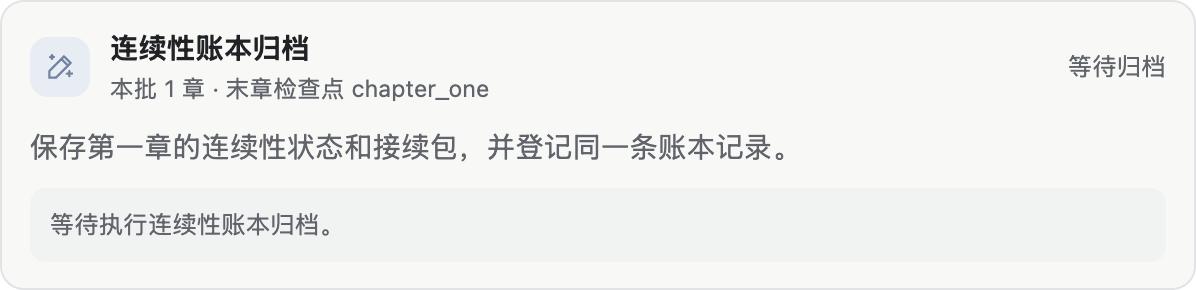 连续性账本归档
等待归档
本批 1 章 · 末章检查点 chapter_one
保存第一章的连续性状态和接续包，并登记同一条账本记录。
等待执行连续性账本归档。